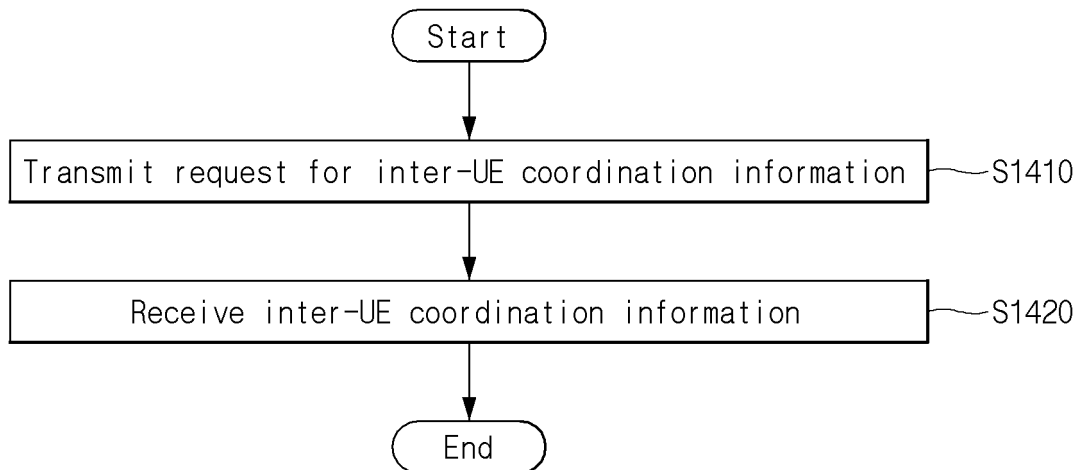 Start
Transmit request for inter-UE coordination information
S1410
Receive inter-UE coordination information
S1420
End